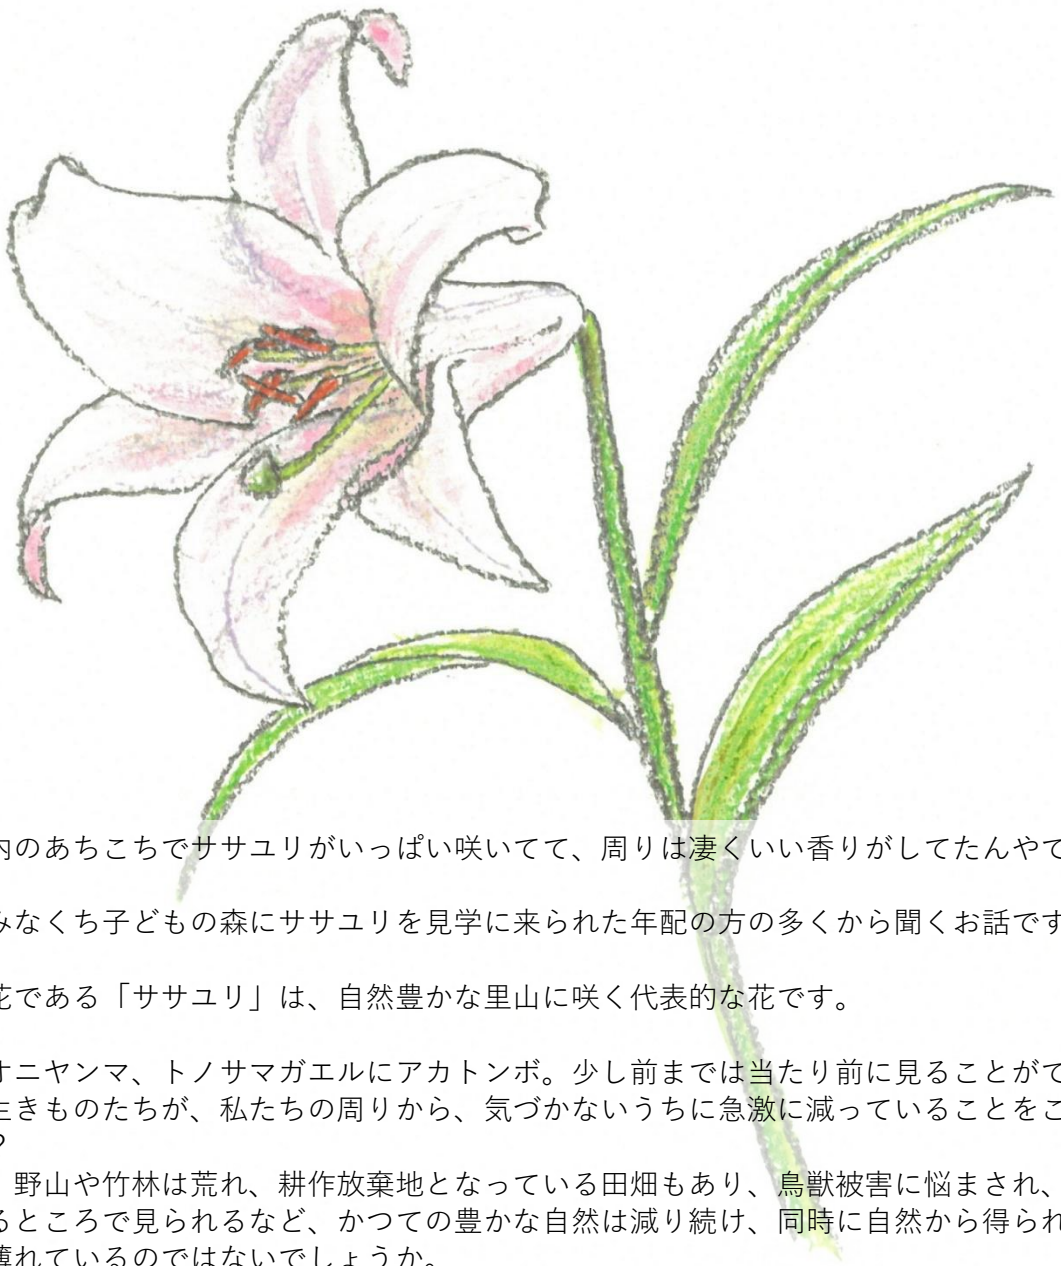 内のあちこちでササユリがいっぱい咲いてて、周りは凄くいい香りがしてたんやで
みなくち子どもの森にササユリを見学に来られた年配の方の多くから聞くお話です
花である「ササユリ」は、自然豊かな里山に咲く代表的な花です。
オニヤンマ、トノサマガエルにアカトンボ。少し前までは当たり前に見ることがで
生きものたちが、私たちの周りから、気づかないうちに急激に減っていることをご
?
野山や竹林は荒れ、耕作放棄地となっている田畑もあり、鳥獣被害に悩まされ、
るところで見られるなど、かつての豊かな自然は減り続け、同時に自然から得られ
薄れているのではないでしょうか。